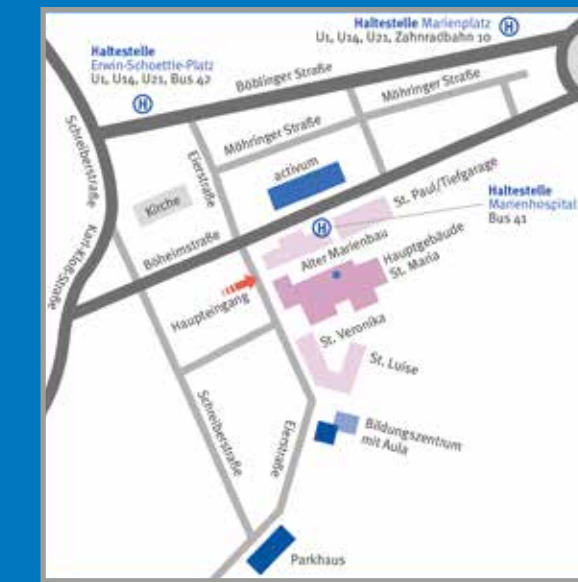 Haltestelle Marienplatz
U1, U14, U21, Zahnradbahn 10
H
Haltestelle
Erwin-Schoettle-Platz
U1, U14, U21, Bus 42
H
Böblinger Straße
Möhringer Straße
Möhringer Straße
Schreiberstraße
Eierstraße
activum
Kirche
St. Paul/Tiefgarage
Haltestelle
Marienhospital
Bus 41
H
Karl-Kloß-Straße
Böheimstraße
Alter Marienbau
Hauptgebäude
St. Maria
Haupteingang
St. Veronika
St. Luise
Schreiberstraße
Eierstraße
Bildungszentrum
mit Aula
Parkhaus